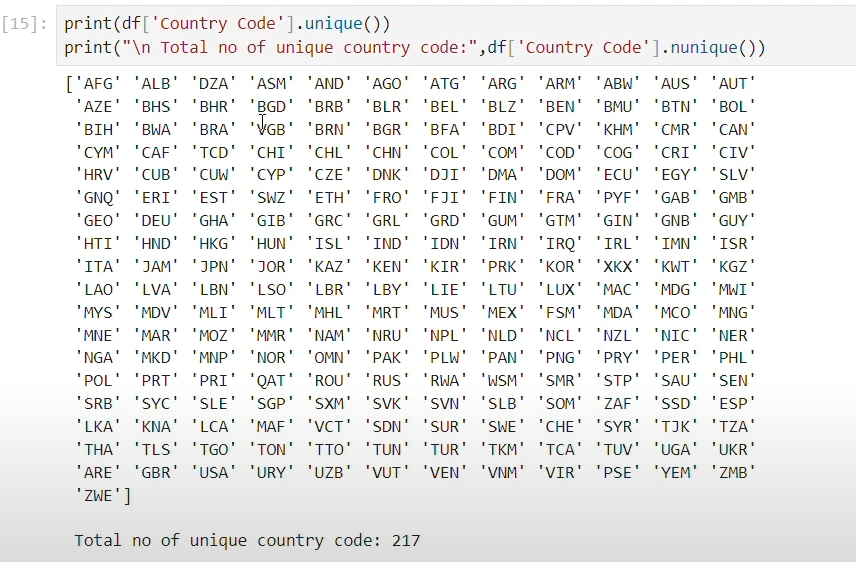 [15]: print(df['Country Code'].unique())
print("\n Total no of unique country code:",df['Country Code'].nunique())
['AFG' 'ALB' 'DZA' 'ASM' 'AND' 'AGO' 'ATG' 'ARG' 'ARM' 'ABW' 'AUS' 'AUT'
'AZE' 'BHS' 'BHR' 'BGD' 'BRB' 'BLR' 'BEL' 'BLZ' 'BEN' 'BMU' 'BTN' 'BOL'
'BIH' 'BWA' 'BRA' 'VGB' 'BRN' 'BGR' 'BFA' 'BDI' 'CPV' 'KHM' 'CMR' 'CAN'
'CYM' 'CAF' 'TCD' 'CHI' 'CHL' 'CHN' 'COL' 'COM' 'COD' 'COG' 'CRI' 'CIV'
'HRV' 'CUB' 'CUW' 'CYP' 'CZE' 'DNK' 'DJI' 'DMA' 'DOM' 'ECU' 'EGY' 'SLV'
'GNQ' 'ERI' 'EST' 'SWZ' 'ETH' 'FRO' 'FJI' 'FIN' 'FRA' 'PYF' 'GAB' 'GMB'
'GEO' 'DEU' 'GHA' 'GIB' 'GRC' 'GRL' 'GRD' 'GUM' 'GTM' 'GIN' 'GNB' 'GUY'
'HTI' 'HND' 'HKG' 'HUN' 'ISL' 'IND' 'IDN' 'IRN' 'IRQ' 'IRL' 'IMN' 'ISR'
'ITA' 'JAM' 'JPN' 'JOR' 'KAZ' 'KEN' 'KIR' 'PRK' 'KOR' 'XKX' 'KWT' 'KGZ'
'LAO' 'LVA' 'LBN' 'LSO' 'LBR' 'LBY' 'LIE' 'LTU' 'LUX' 'MAC' 'MDG' 'MWI'
'MYS' 'MDV' 'MLI' 'MLT' 'MHL' 'MRT' 'MUS' 'MEX' 'FSM' 'MDA' 'MCO' 'MNG'
'MNE' 'MAR' 'MOZ' 'MMR' 'NAM' 'NRU' 'NPL' 'NLD' 'NCL' 'NZL' 'NIC' 'NER'
'NGA' 'MKD' 'MNP' 'NOR' 'OMN' 'PAK' 'PLW' 'PAN' 'PNG' 'PRY' 'PER' 'PHL'
'POL' 'PRT' 'PRI' 'QAT' 'ROU' 'RUS' 'RWA' 'WSM' 'SMR' 'STP' 'SAU' 'SEN'
'SRB' 'SYC' 'SLE' 'SGP' 'SXM' 'SVK' 'SVN' 'SLB' 'SOM' 'ZAF' 'SSD' 'ESP'
'LKA' 'KNA' 'LCA' 'MAF' 'VCT' 'SDN' 'SUR' 'SWE' 'CHE' 'SYR' 'TJK' 'TZA'
'THA' 'TLS' 'TGO' 'TON' 'TTO' 'TUN' 'TUR' 'TKM' 'TCA' 'TUV' 'UGA' 'UKR'
'ARE' 'GBR' 'USA' 'URY' 'UZB' 'VUT' 'VEN' 'VNM' 'VIR' 'PSE' 'YEM' 'ZMB'
'ZWE']
Total no of unique country code: 217